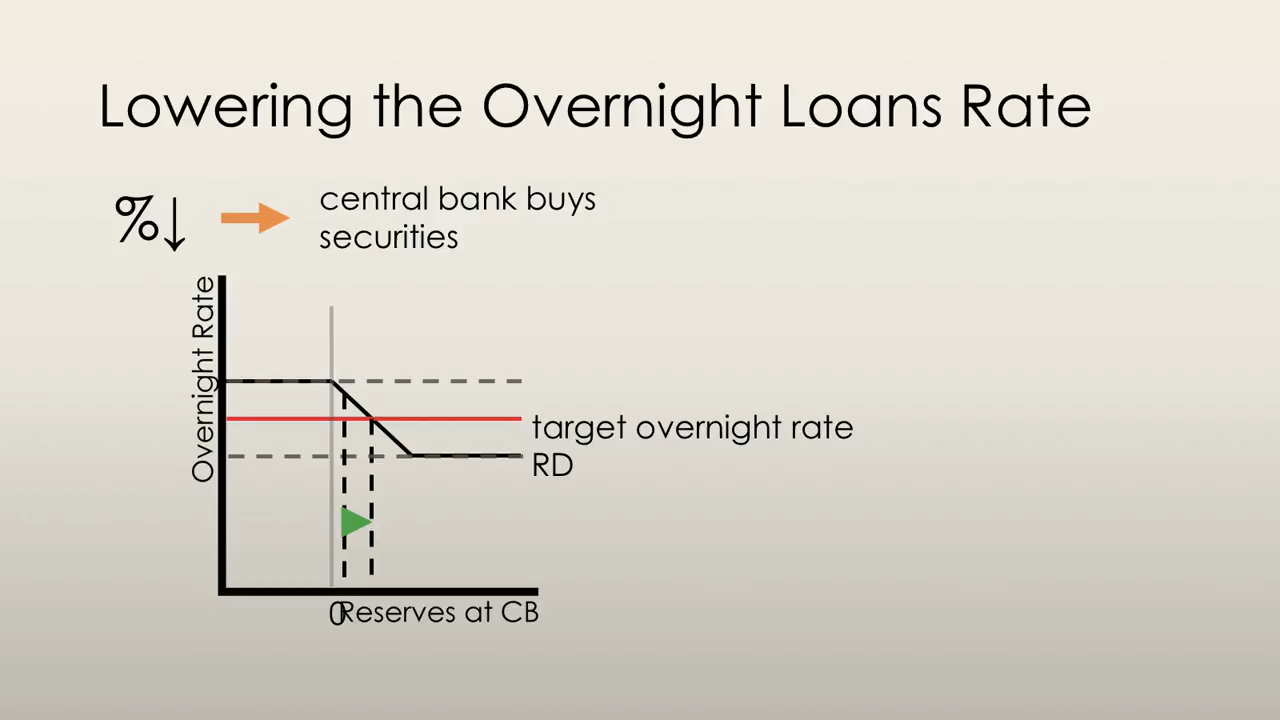 Lowering the Overnight Loans Rate
%↓
central bank buys
securities
Overnight Rate
target overnight rate
RD
0
Reserves at CB